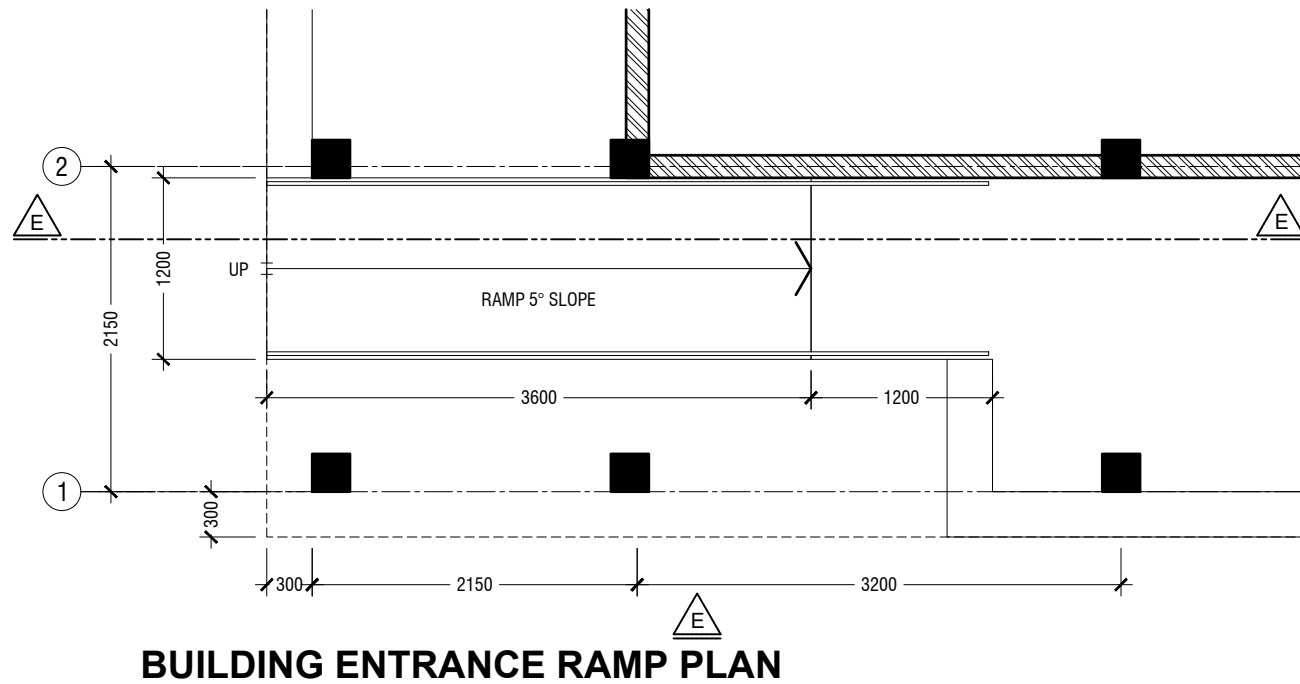 2
E
E
1200
UP
2150
RAMP 5° SLOPE
3600
1200
1
300
300
2150
3200
E
BUILDING ENTRANCE RAMP PLAN